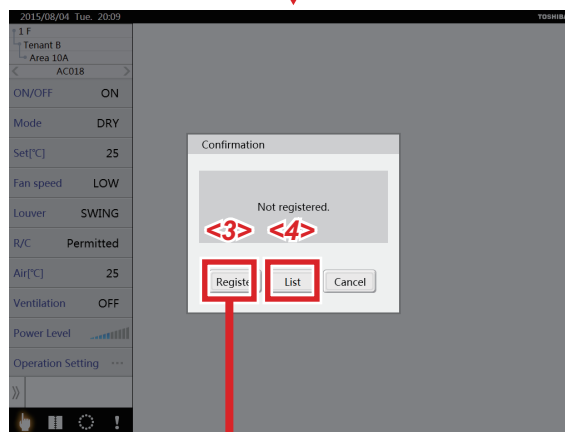 2015/08/04 Tue. 20:09
TOSHIBA
1 F
Tenant B
Area 10A
< AC018 >
ON/OFF ON
Mode DRY
Set[℃] 25
Fan speed LOW
Louver SWING
R/C Permitted
Air[℃] 25
Ventilation OFF
Power Level
Operation Setting ...
Confirmation
Not registered.
<3> <4>
Registe List Cancel